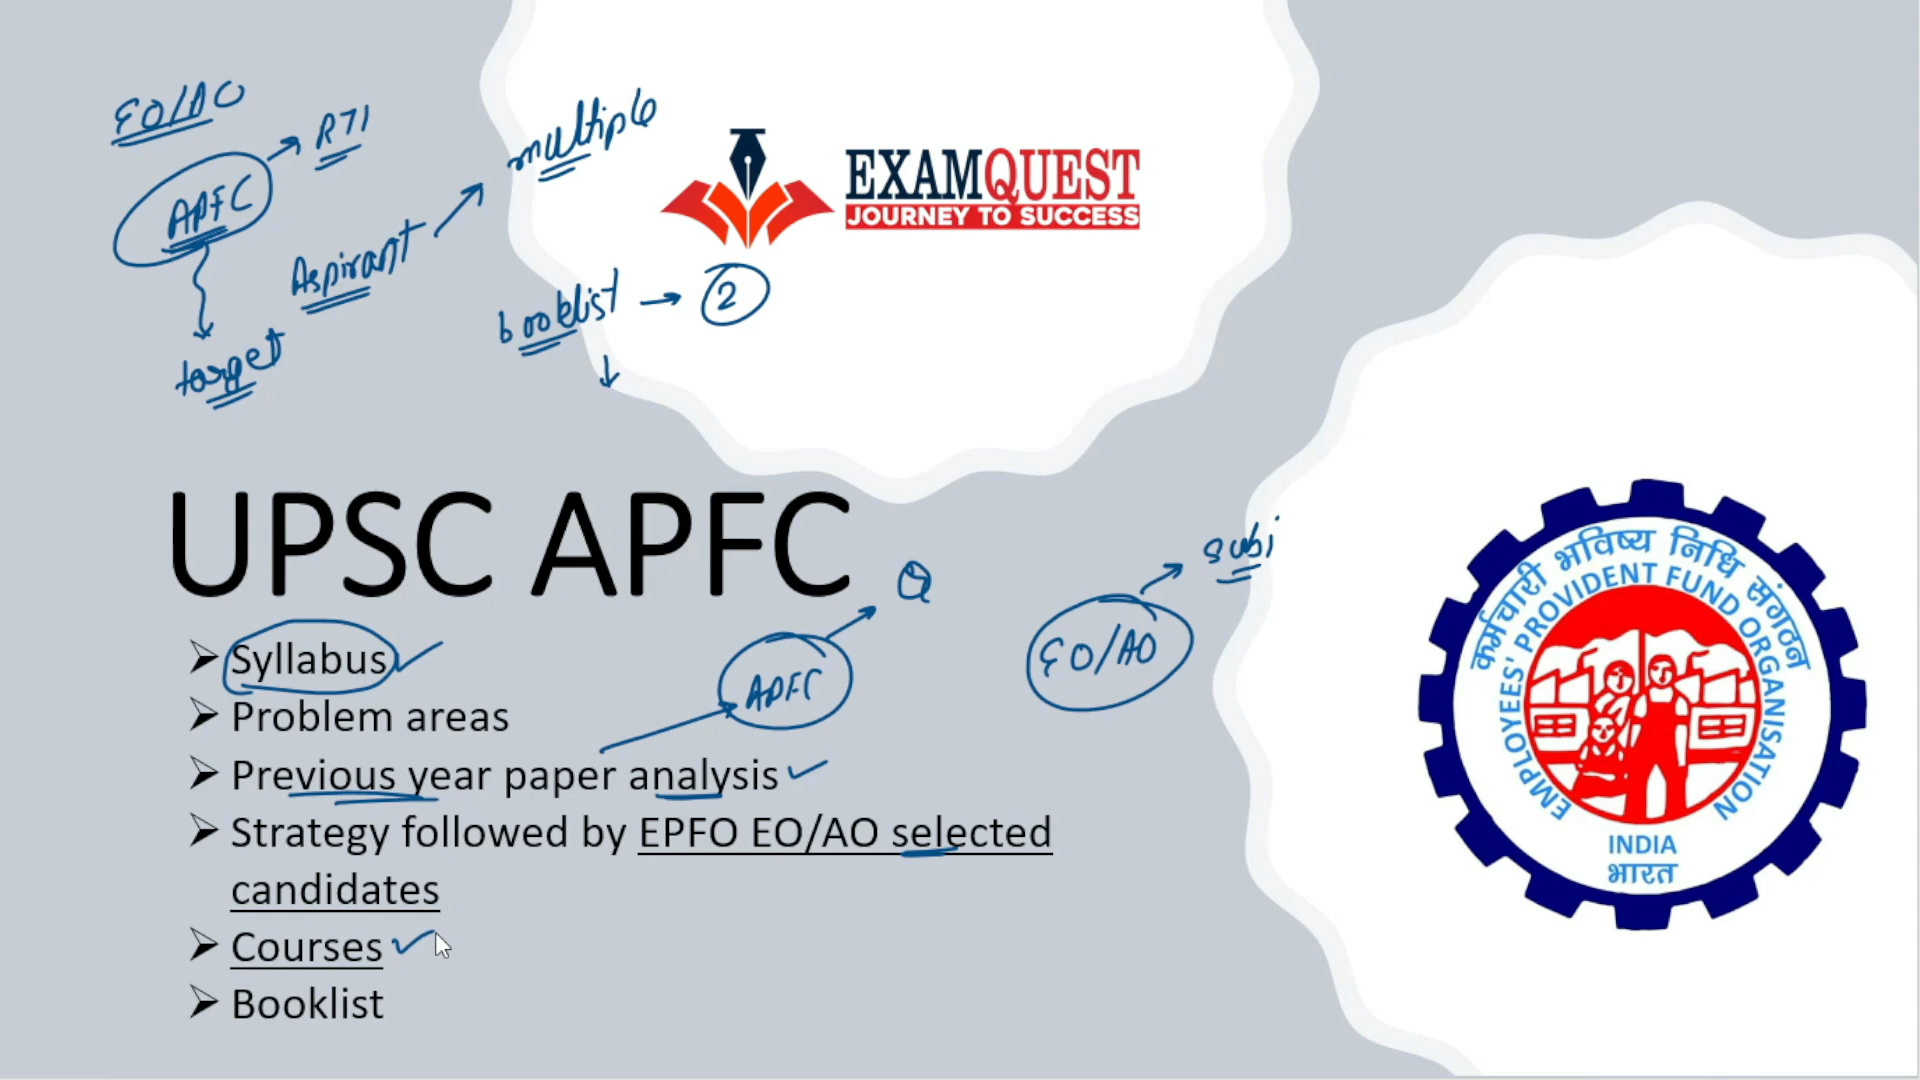 EO/AO
APFC → RTI
Aspirant → multiple
target
booklist → 2
EXAMQUEST
JOURNEY TO SUCCESS
UPSC APFC
Syllabus
Problem areas
Previous year paper analysis
Strategy followed by EPFO EO/AO selected
candidates
Courses
Booklist
APFC → Q
EO/AO → subj
कर्मचारी भविष्य निधि संगठन
EMPLOYEES' PROVIDENT FUND ORGANISATION
INDIA
भारत